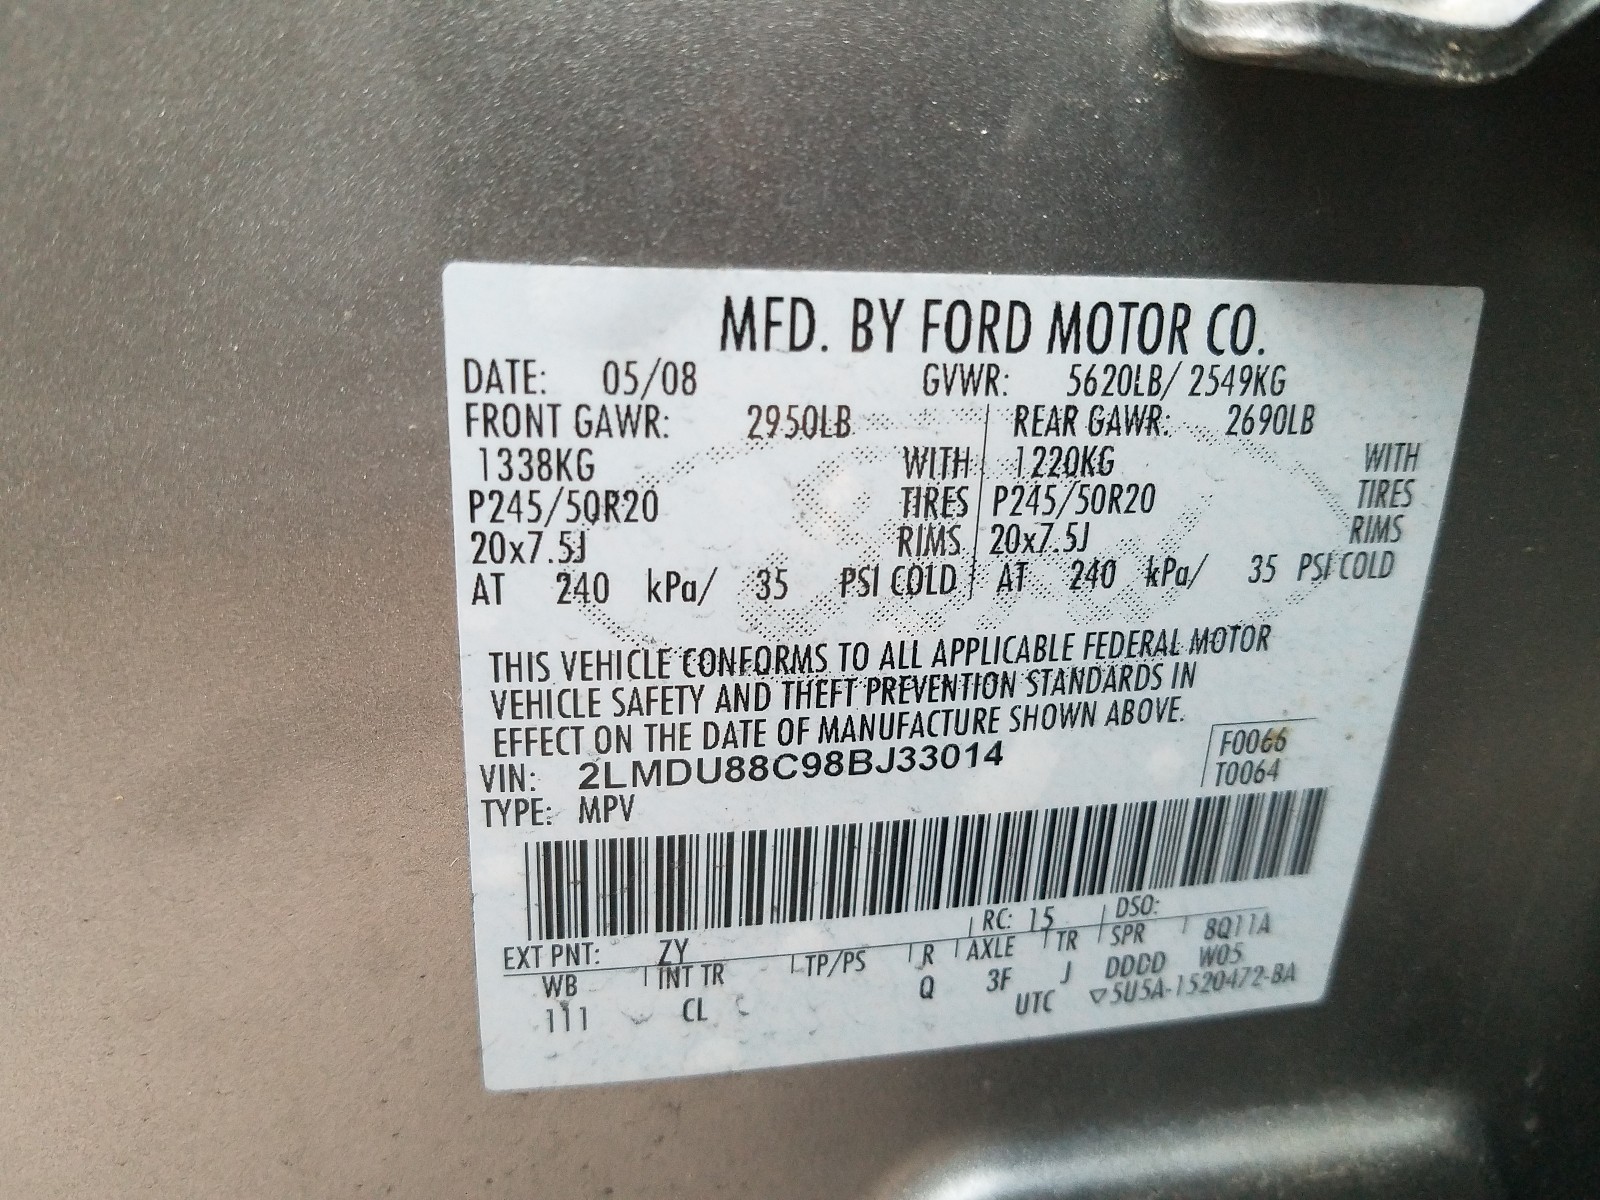 MFD. BY FORD MOTOR CO.
DATE: 05/08 GVWR: 5620LB/ 2549KG
FRONT GAWR: 2950LB REAR GAWR: 2690LB
1338KG WITH 1220KG WITH
P245/50R20 TIRES P245/50R20 TIRES
20x7.5J RIMS 20x7.5J RIMS
AT 240 kPa/ 35 PSI COLD AT 240 kPa/ 35 PSI COLD
THIS VEHICLE CONFORMS TO ALL APPLICABLE FEDERAL MOTOR
VEHICLE SAFETY AND THEFT PREVENTION STANDARDS IN
EFFECT ON THE DATE OF MANUFACTURE SHOWN ABOVE.
VIN: 2LMDU88C98BJ33014 F0066
TYPE: MPV T0064
EXT PNT: ZY RC: 15 DSO:
WB INT TR TP/PS R AXLE TR SPR 8Q11A
111 CL Q 3F J DDDD W05
UTC ▽5U5A-1520472-BA